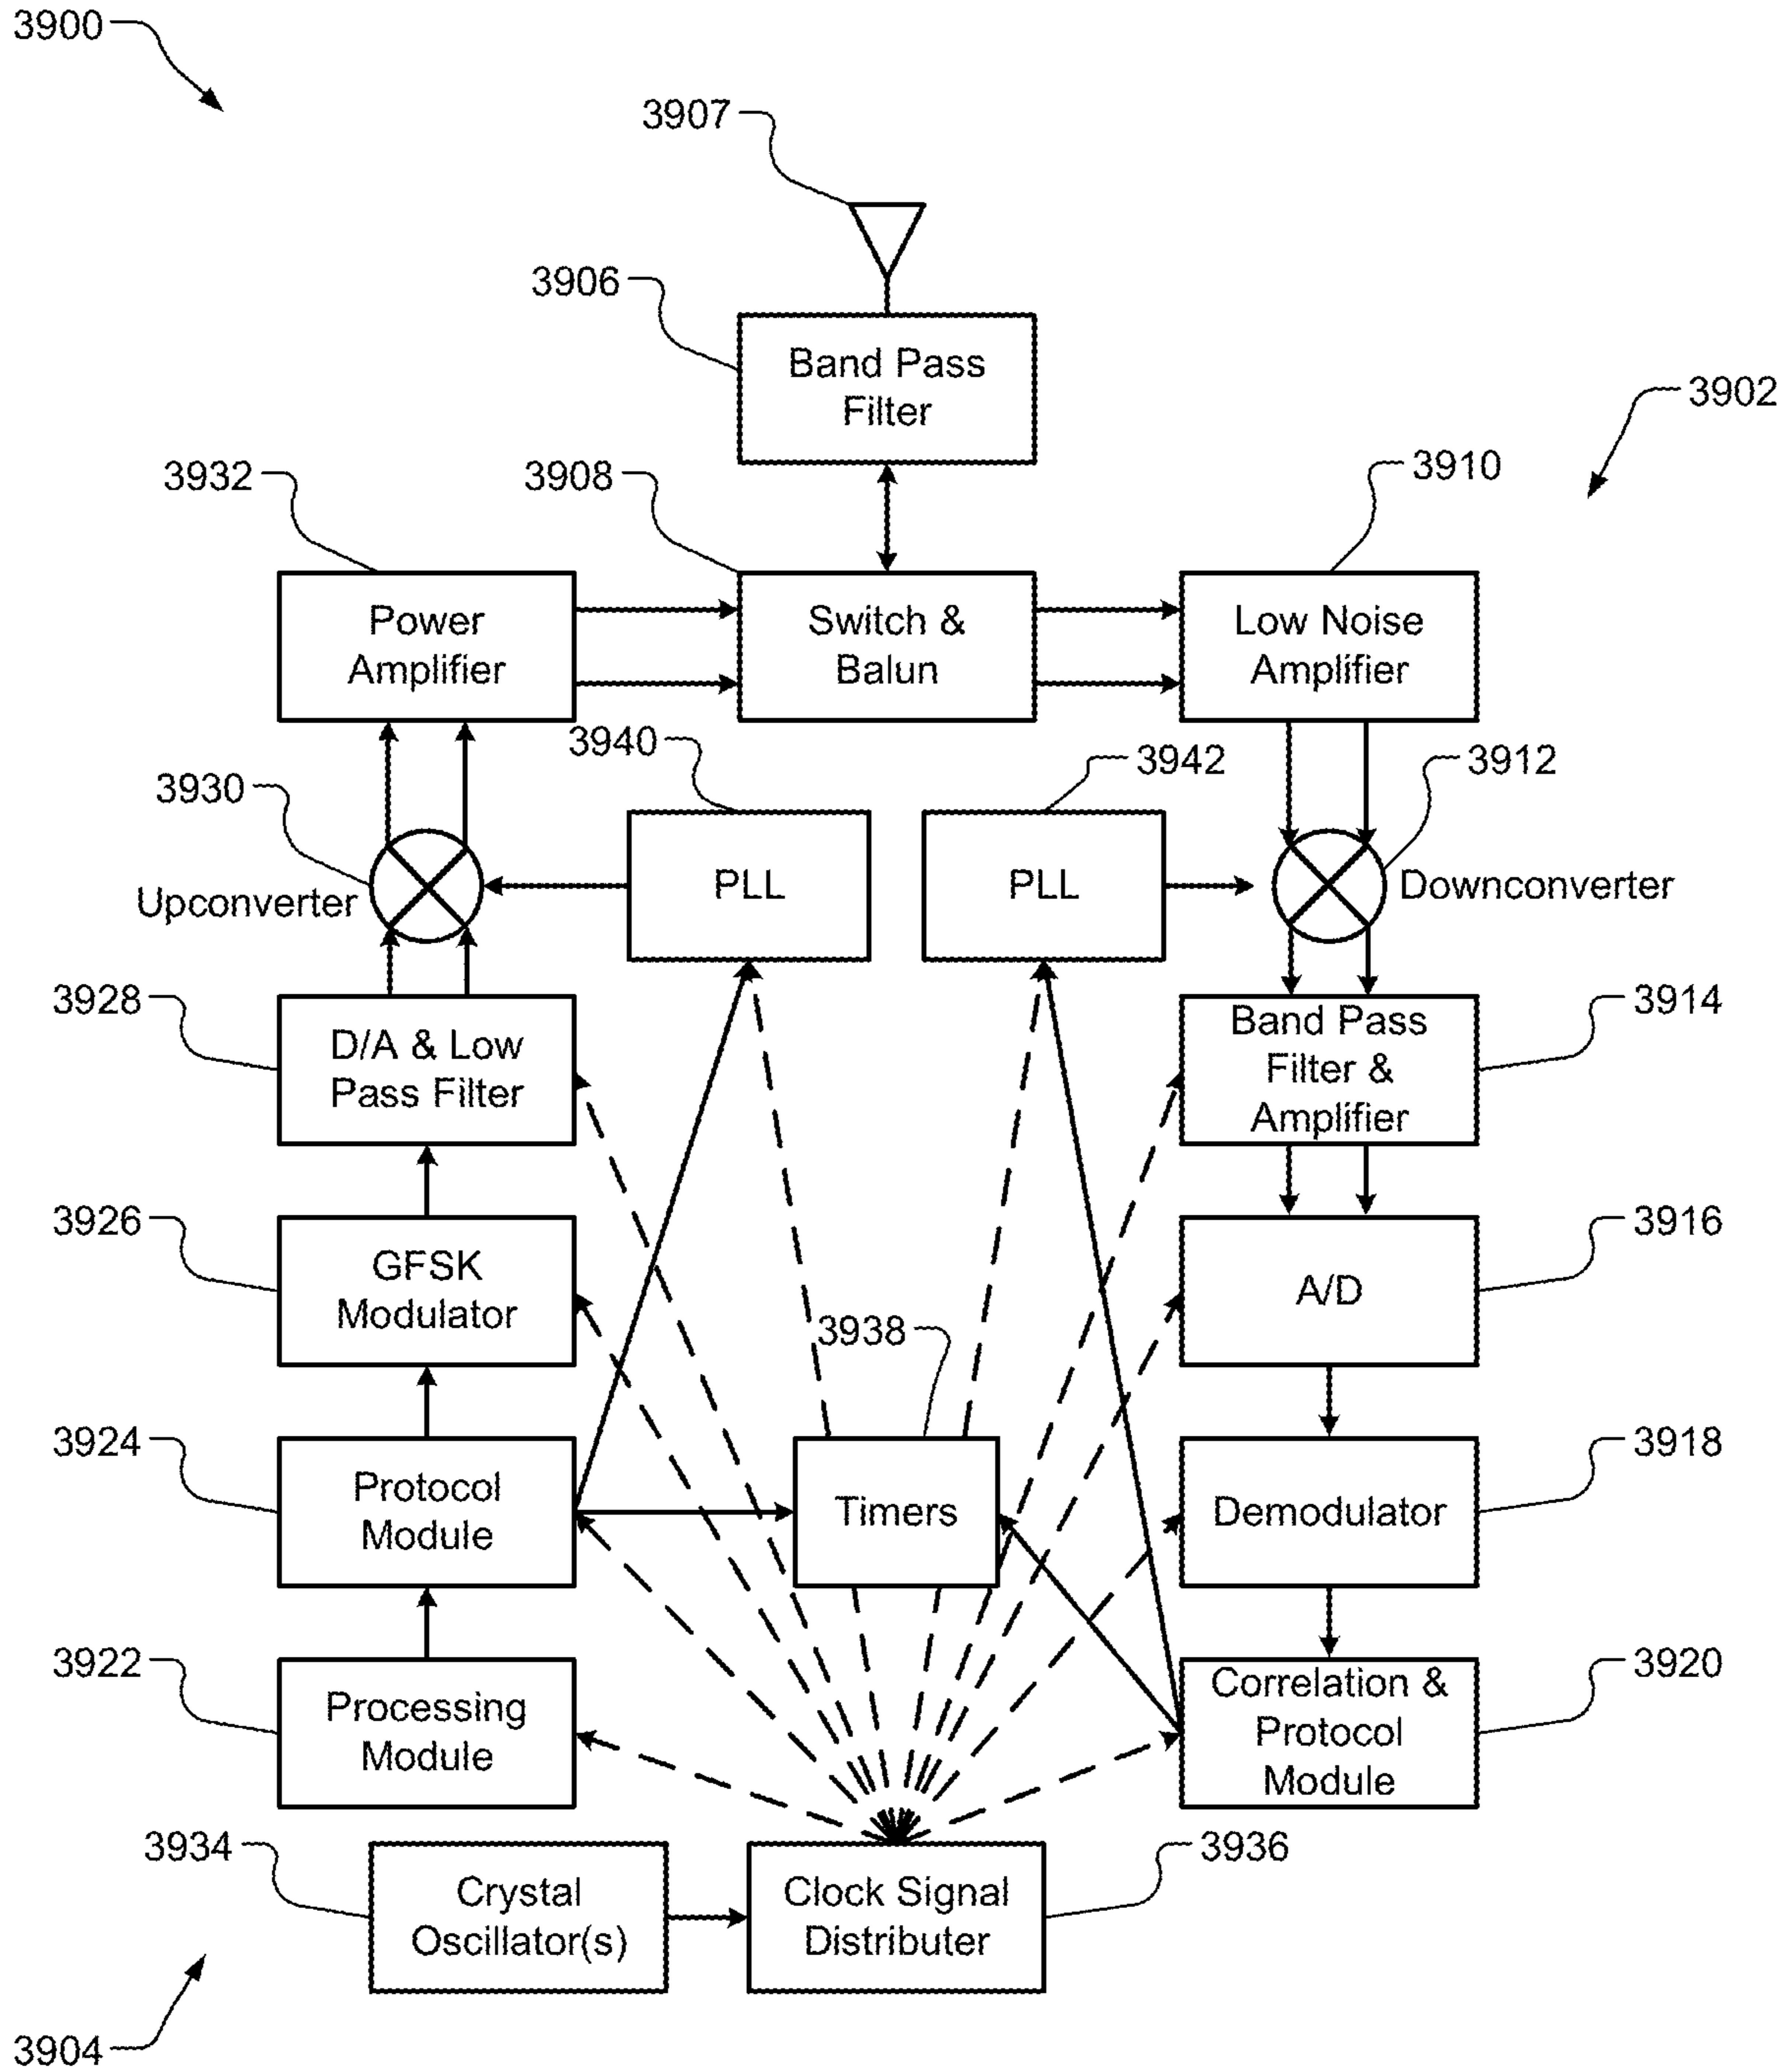 3900
3907
3906
Band Pass
Filter
3902
3932
3908
3910
Power
Amplifier
Switch &
Balun
Low Noise
Amplifier
3940
3942
3912
3930
PLL
PLL
Upconverter
Downconverter
3928
D/A & Low
Pass Filter
Band Pass
Filter &
Amplifier
3914
3926
GFSK
Modulator
3916
A/D
3938
3924
Protocol
Module
Timers
3918
Demodulator
3922
Processing
Module
3920
Correlation &
Protocol
Module
3934
Crystal
Oscillator(s)
3936
Clock Signal
Distributer
3904